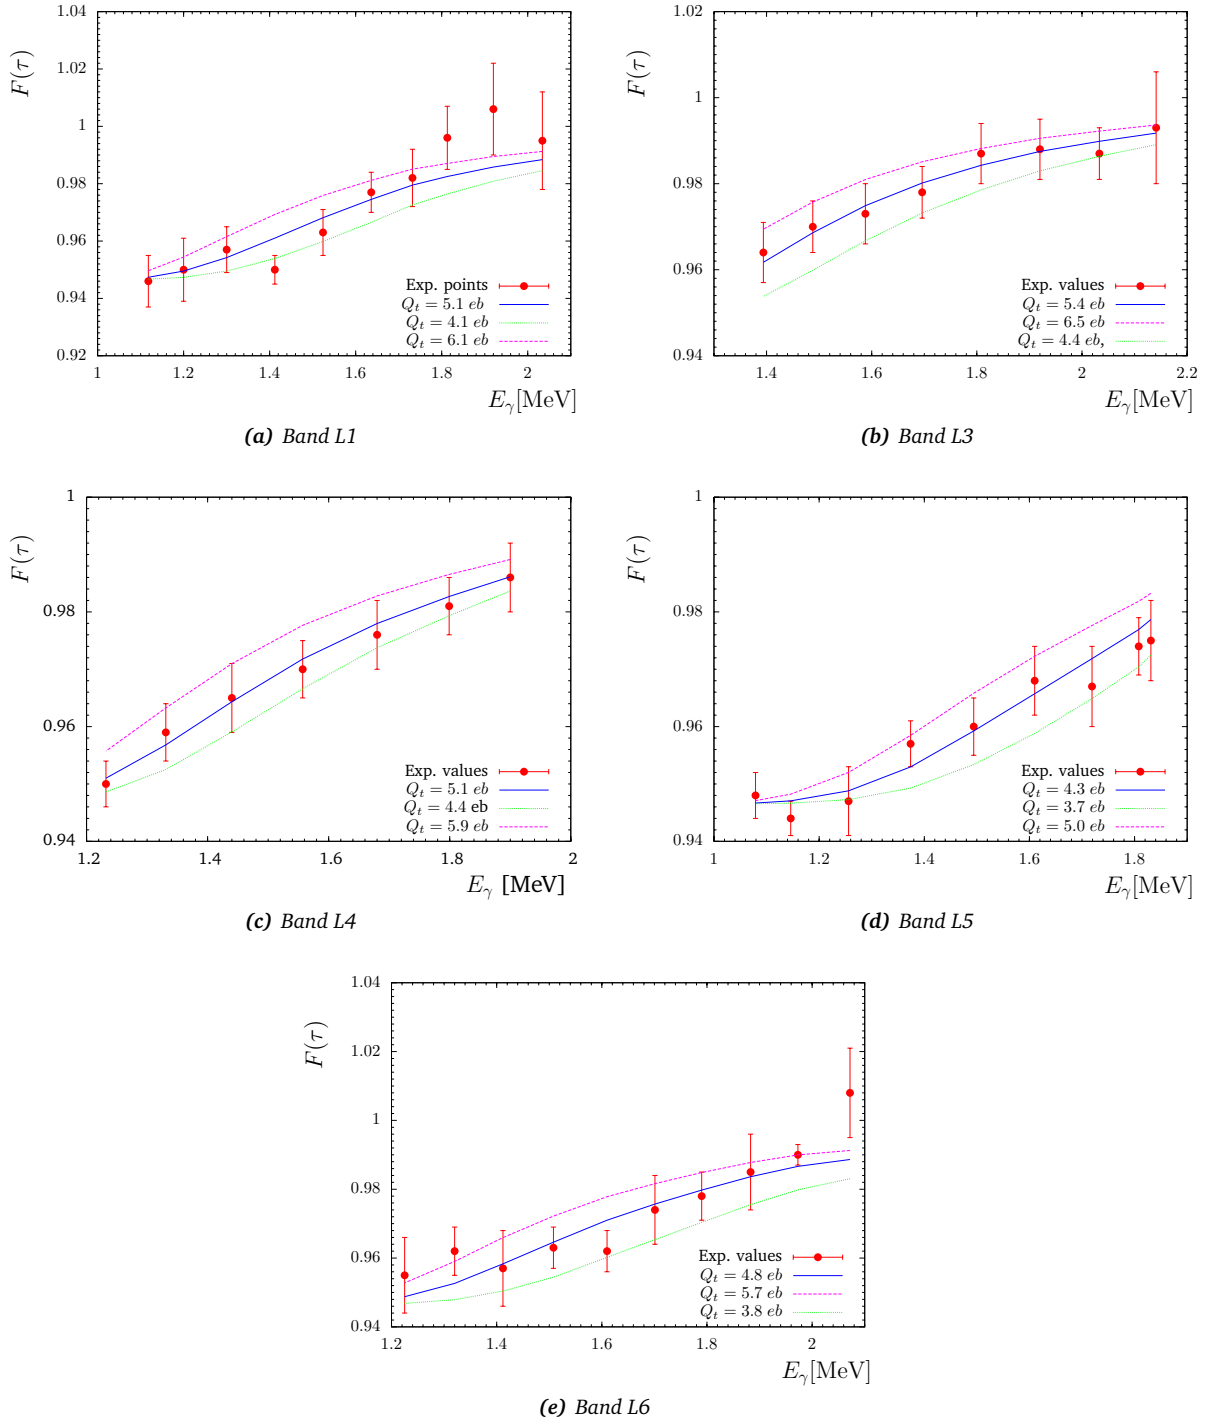 1.04
1.02
1
0.98
0.96
0.94
0.92
1
1.2
1.4
1.6
1.8
2
F(τ)
E_γ[MeV]
Exp. points
Q_t = 5.1 eb
Q_t = 4.1 eb
Q_t = 6.1 eb
(a) Band L1
1.02
1
0.98
0.96
0.94
1.4
1.6
1.8
2
2.2
F(τ)
E_γ[MeV]
Exp. values
Q_t = 5.4 eb
Q_t = 6.5 eb
Q_t = 4.4 eb,
(b) Band L3
1
0.98
0.96
0.94
1.2
1.4
1.6
1.8
2
F(τ)
E_γ [MeV]
Exp. values
Q_t = 5.1 eb
Q_t = 4.4 eb
Q_t = 5.9 eb
(c) Band L4
1
0.98
0.96
0.94
1
1.2
1.4
1.6
1.8
F(τ)
E_γ[MeV]
Exp. values
Q_t = 4.3 eb
Q_t = 3.7 eb
Q_t = 5.0 eb
(d) Band L5
1.04
1.02
1
0.98
0.96
0.94
1.2
1.4
1.6
1.8
2
F(τ)
E_γ[MeV]
Exp. values
Q_t = 4.8 eb
Q_t = 5.7 eb
Q_t = 3.8 eb
(e) Band L6